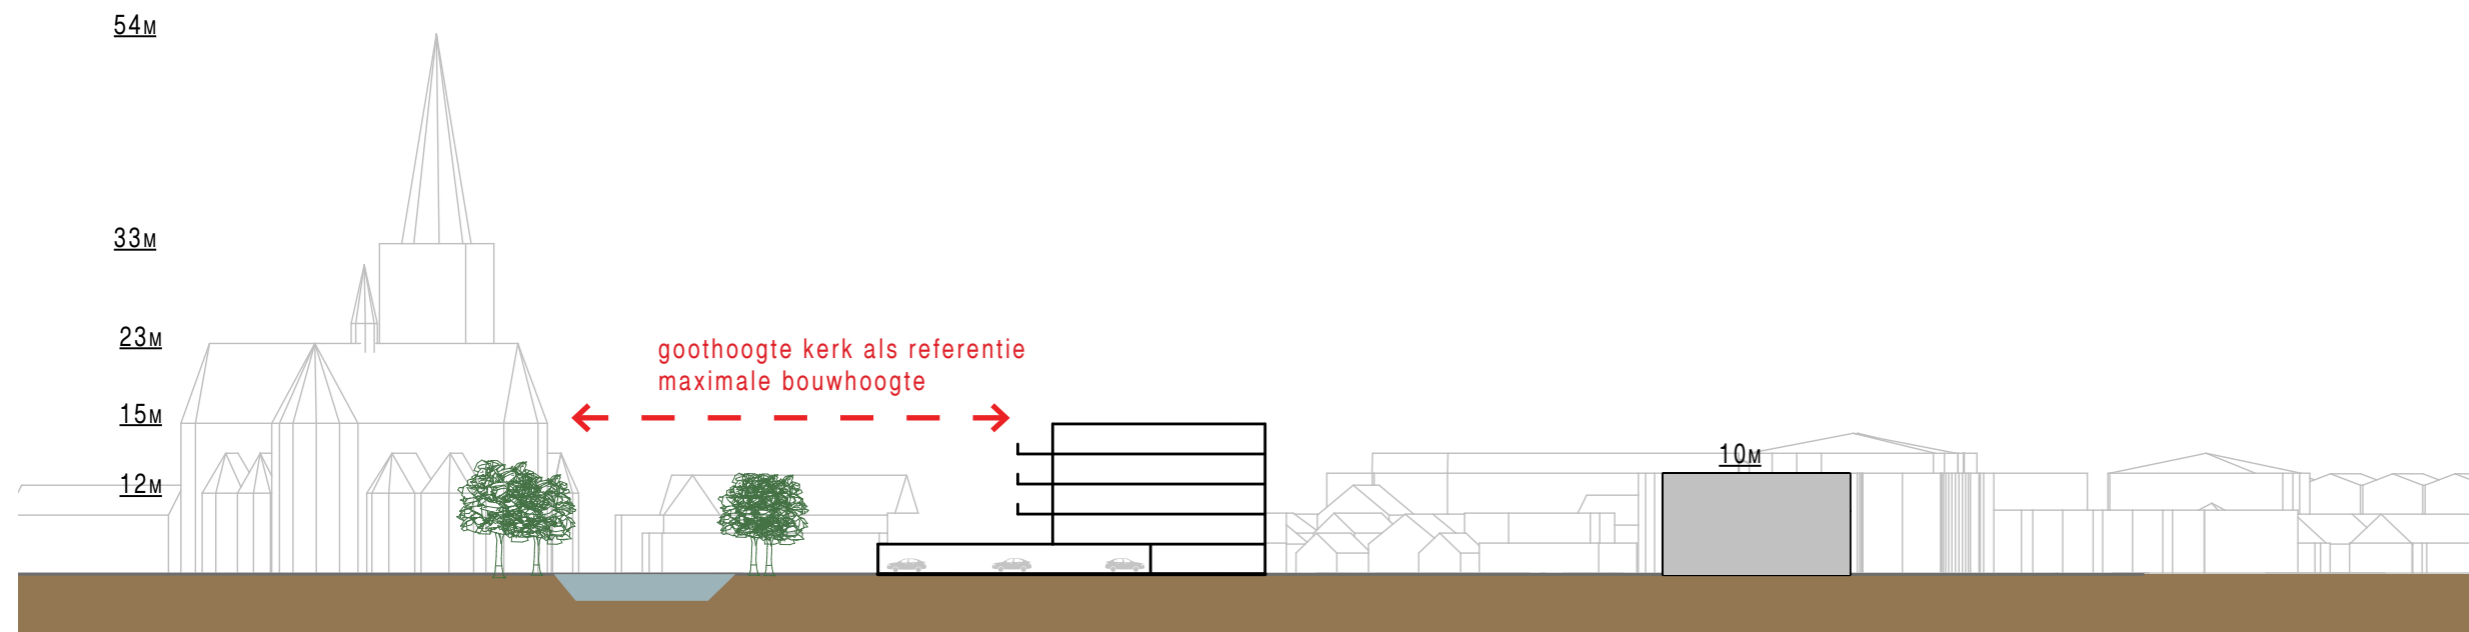 54M
33M
23M
goothoogte kerk als referentie
maximale bouwhoogte
15M
10M
12M